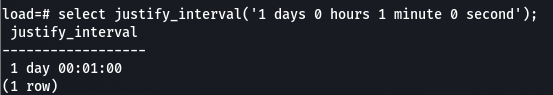 load=# select justify_interval('1 days 0 hours 1 minute 0 second');
 justify_interval
------------------
 1 day 00:01:00
(1 row)